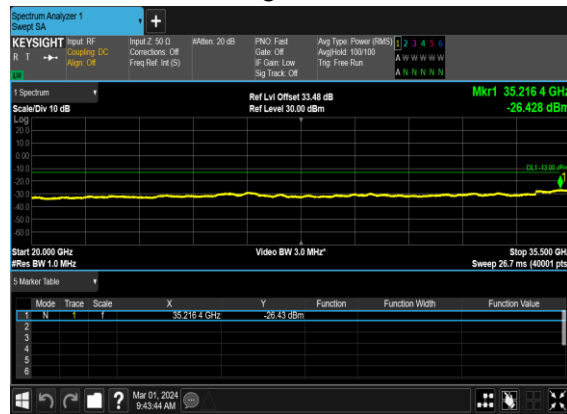 Spectrum Analyzer 1
Swept SA
+
KEYSIGHT Input: RF Input Z: 50 Ω #Atten: 20 dB PNO: Fast Avg Type: Power (RMS) 1 2 3 4 5 6
R T Coupling: DC Corrections: Off Gate: Off Avg|Hold: 100/100 A W W W W W
Align: Off Freq Ref: Int (S) IF Gain: Low Trig: Free Run
LV Sig Track: Off A N N N N N
1 Spectrum Ref Lvl Offset 33.48 dB Mkr1 35.216 4 GHz
Scale/Div 10 dB Ref Level 30.00 dBm -26.428 dBm
Log
20.0
10.0
0.00
-10.0 DL1 -13.00 dBm
-20.0 1
-30.0
-40.0
-50.0
-60.0
Start 20.000 GHz Video BW 3.0 MHz* Stop 35.500 GHz
#Res BW 1.0 MHz Sweep 26.7 ms (40001 pts)
5 Marker Table
Mode Trace Scale X Y Function Function Width Function Value
1 N 1 f 35.216 4 GHz -26.43 dBm
2
3
4
5
6
? Mar 01, 2024
9:43:44 AM